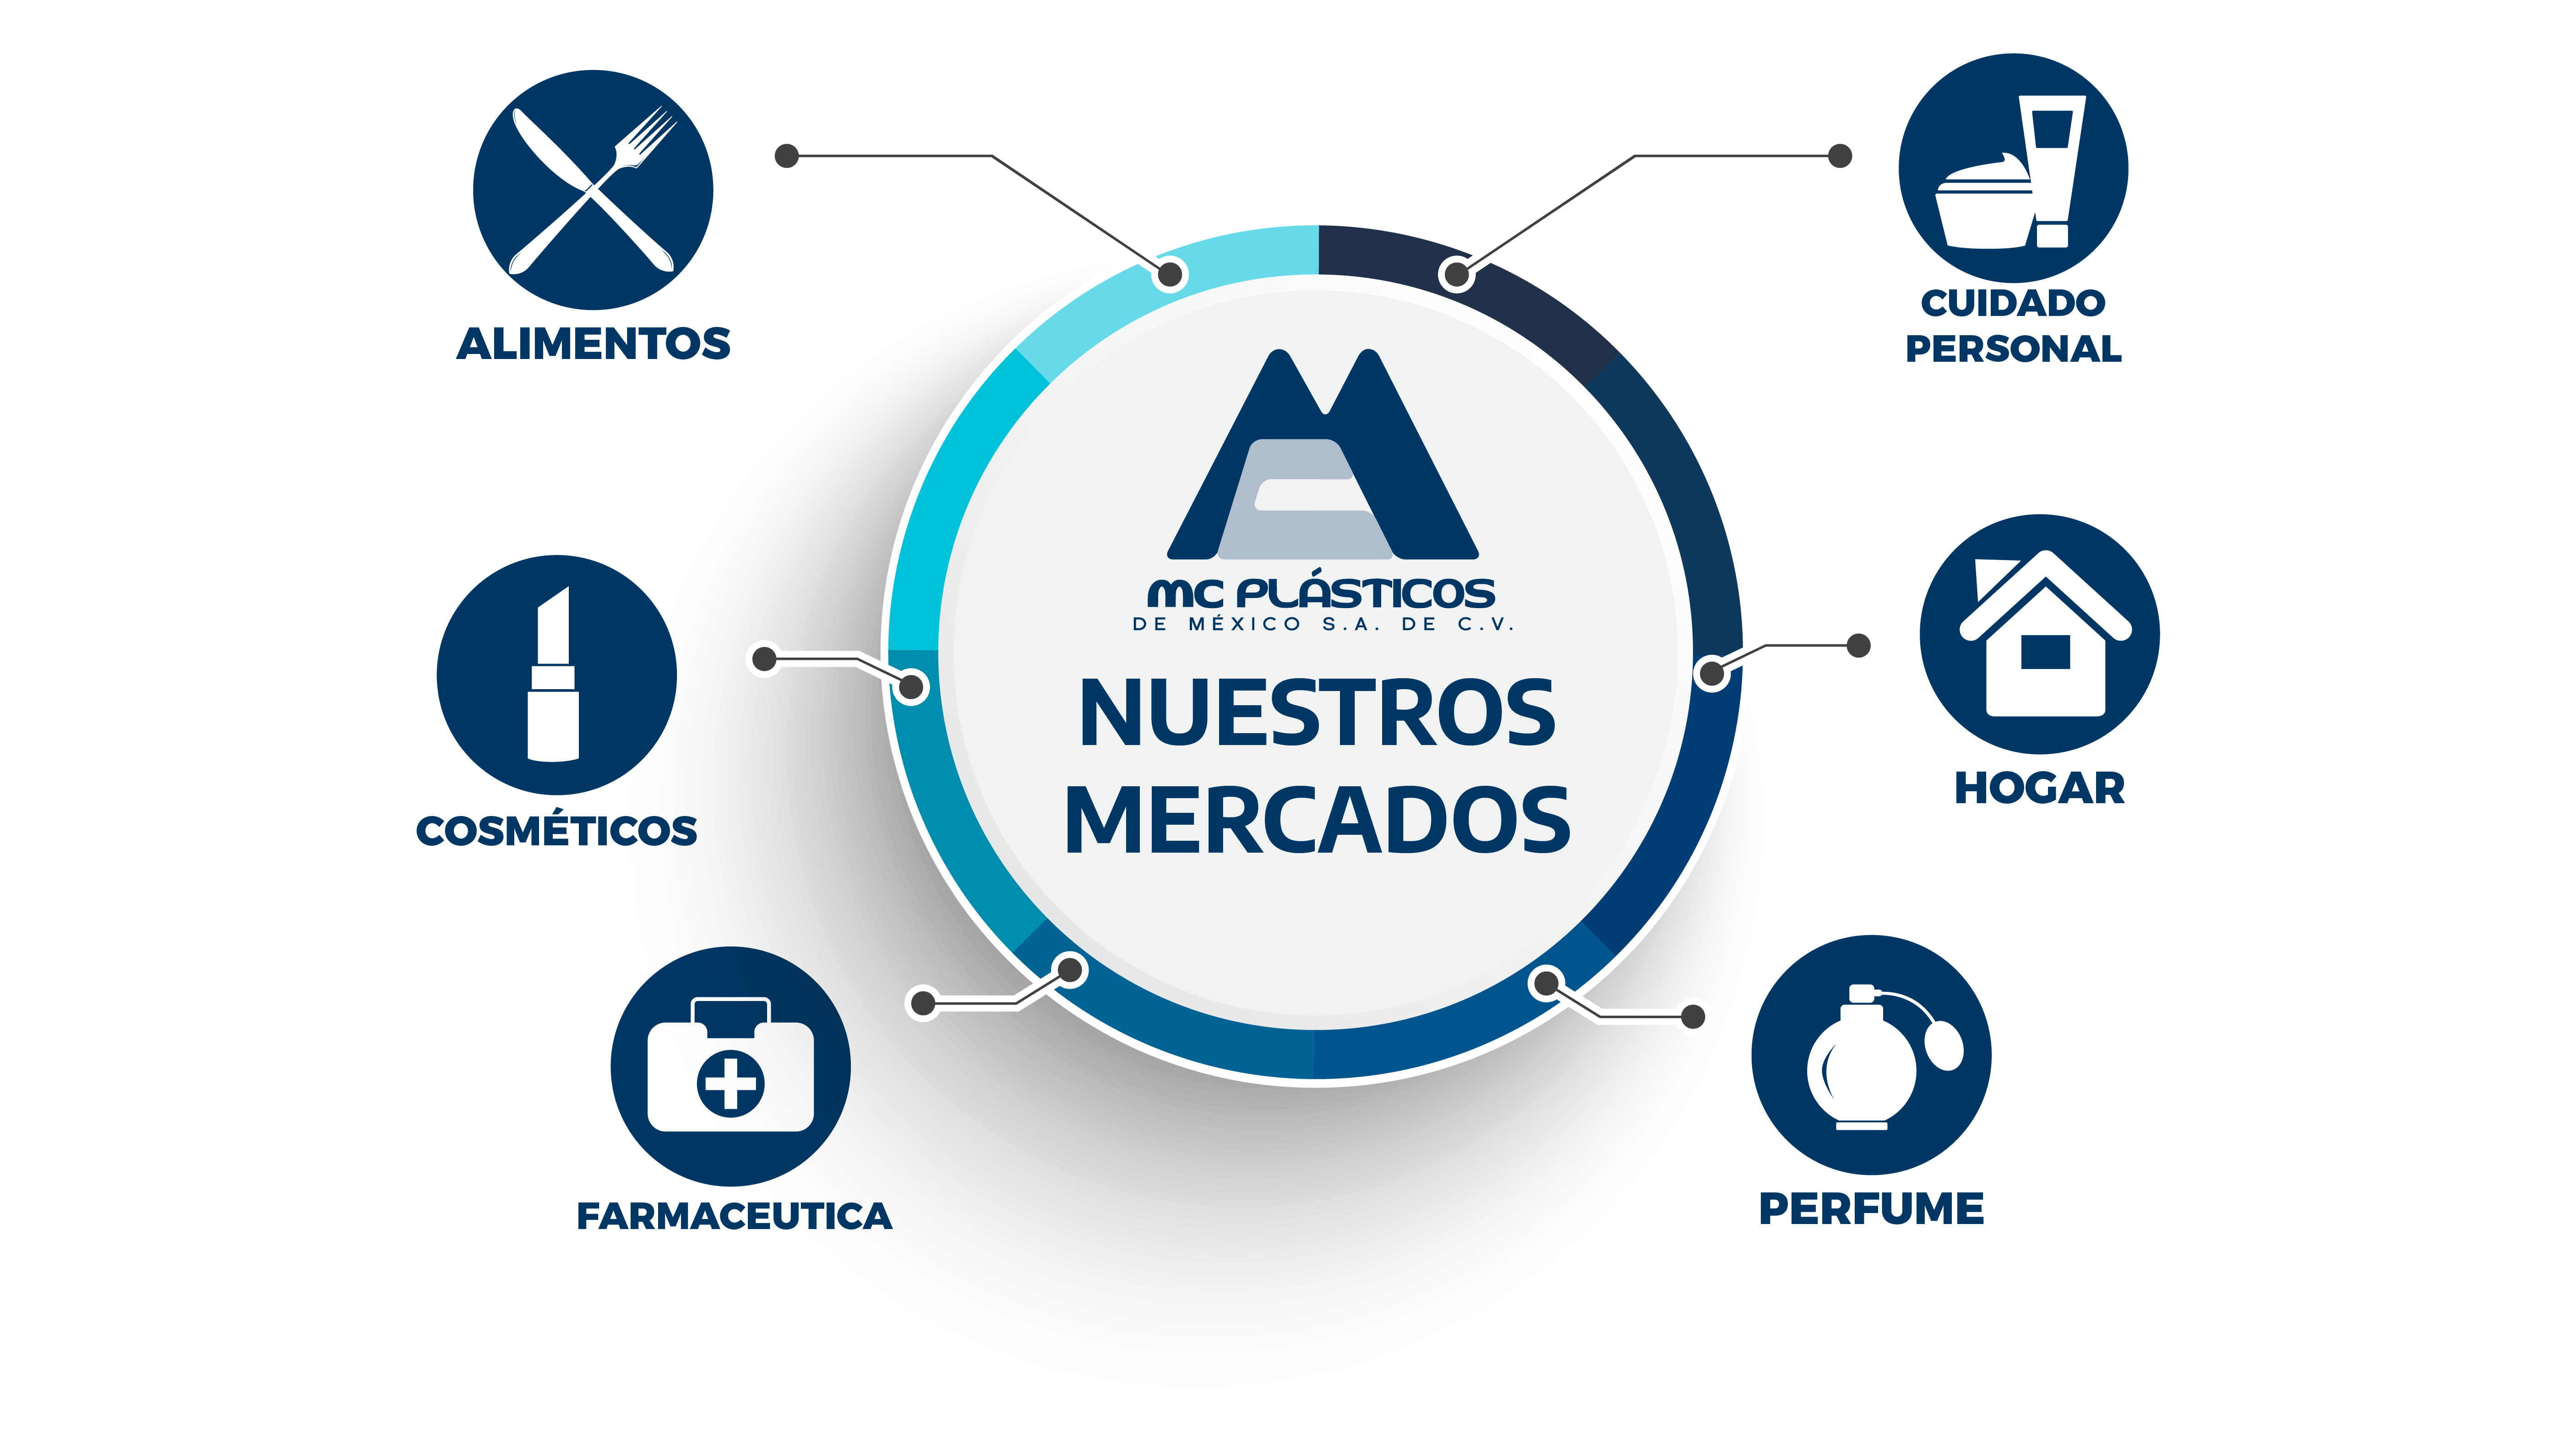 ALIMENTOS
CUIDADO
PERSONAL
MC PLÁSTICOS
DE MÉXICO S.A. DE C.V.
NUESTROS
MERCADOS
COSMÉTICOS
HOGAR
FARMACEUTICA
PERFUME